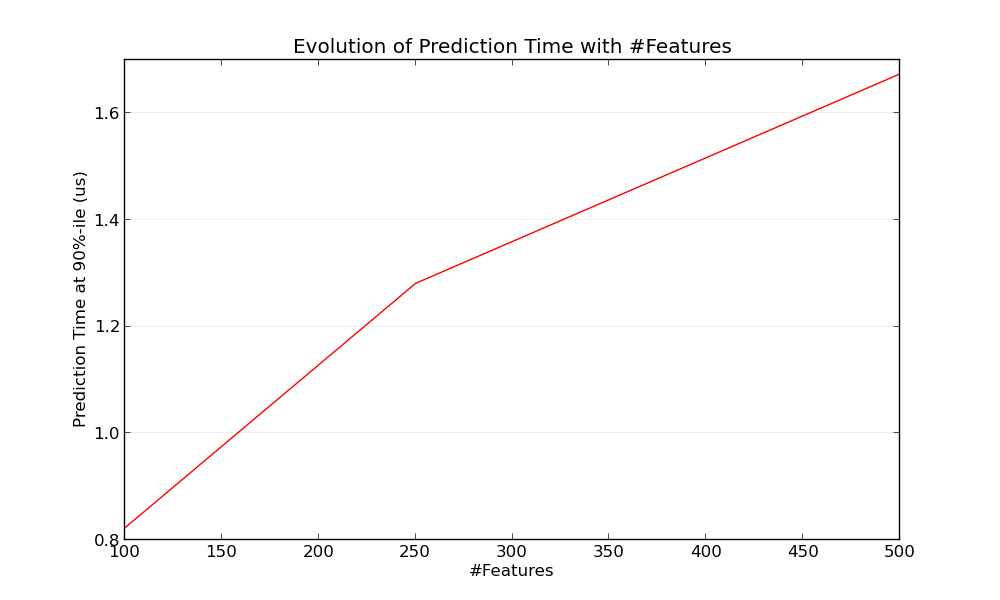 Evolution of Prediction Time with #Features
Prediction Time at 90%-ile (us)
1.6
1.4
1.2
1.0
0.8
100 150 200 250 300 350 400 450 500
#Features